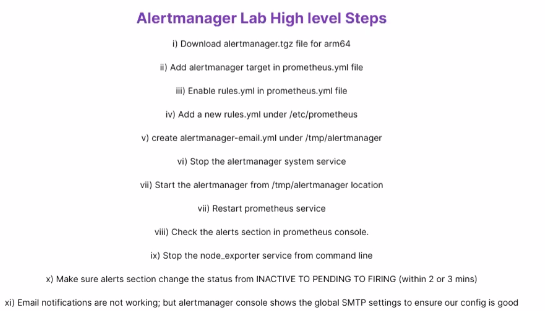 Alertmanager Lab High level Steps
i) Download alertmanager.tgz file for arm64
ii) Add alertmanager target in prometheus.yml file
iii) Enable rules.yml in prometheus.yml file
iv) Add a new rules.yml under /etc/prometheus
v) create alertmanager-email.yml under /tmp/alertmanager
vi) Stop the alertmanager system service
vii) Start the alertmanager from /tmp/alertmanager location
vii) Restart prometheus service
viii) Check the alerts section in prometheus console.
ix) Stop the node_exporter service from command line
x) Make sure alerts section change the status from INACTIVE TO PENDING TO FIRING (within 2 or 3 mins)
xi) Email notifications are not working; but alertmanager console shows the global SMTP settings to ensure our config is good